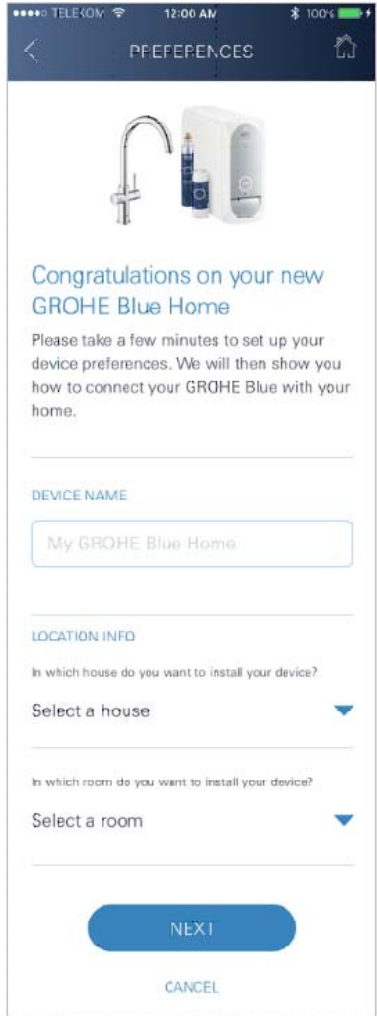 TELEKOM 12:00 AM 100%
PREFERENCES
Congratulations on your new
GROHE Blue Home
Please take a few minutes to set up your
device preferences. We will then show you
how to connect your GROHE Blue with your
home.
DEVICE NAME
My GROHE Blue Home
LOCATION INFO
In which house do you want to install your device?
Select a house
In which room do you want to install your device?
Select a room
NEXT
CANCEL